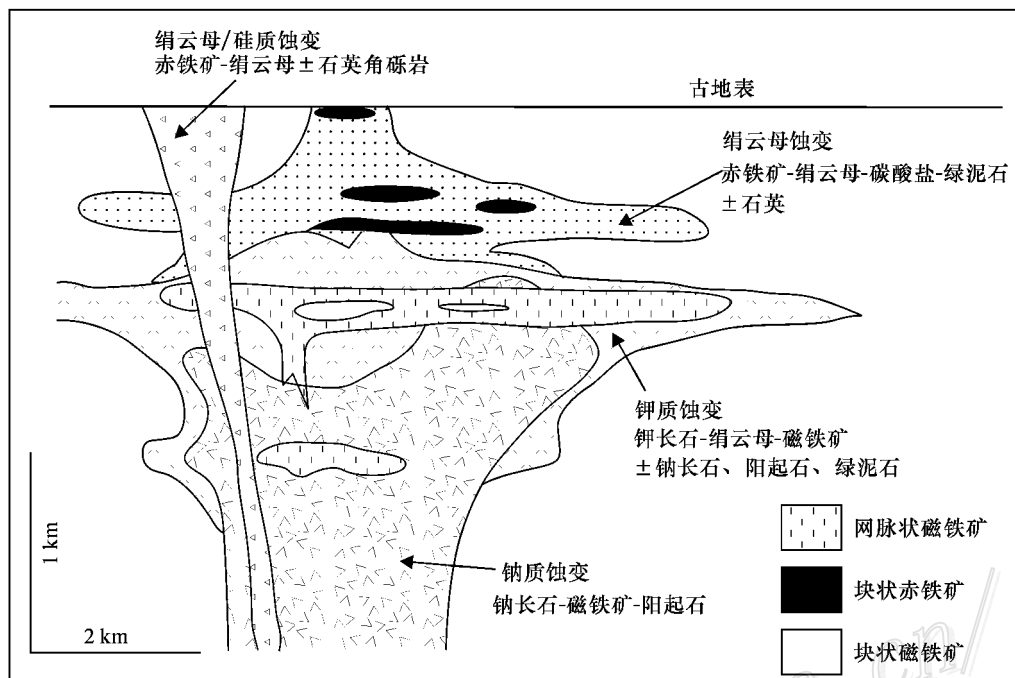 绢云母/硅质蚀变
赤铁矿-绢云母±石英角砾岩
古地表
绢云母蚀变
赤铁矿-绢云母-碳酸盐-绿泥石
±石英
钾质蚀变
钾长石-绢云母-磁铁矿
±钠长石、阳起石、绿泥石
钠质蚀变
钠长石-磁铁矿-阳起石
网脉状磁铁矿
块状赤铁矿
块状磁铁矿
1 km
2 km